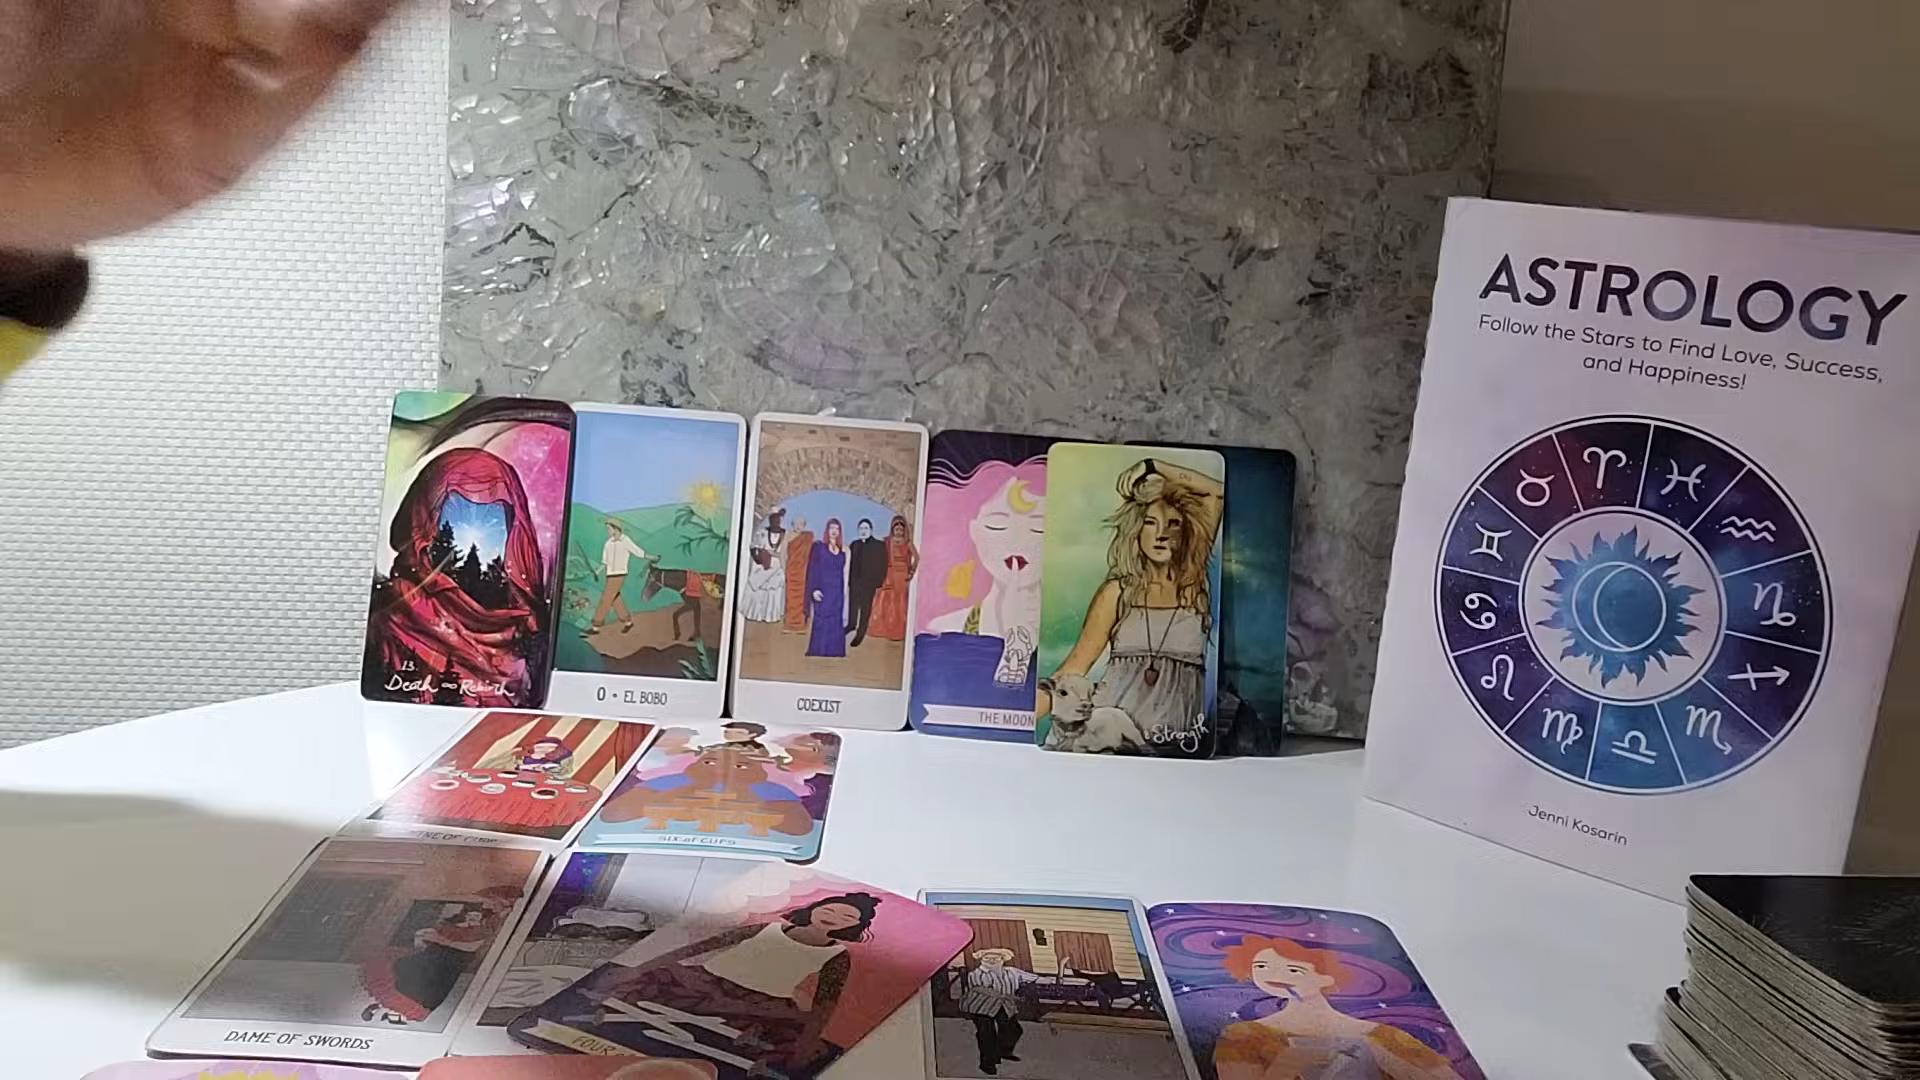 ASTROLOGY
Follow the Stars to Find Love, Success,
and Happiness!
Jenni Kosarin
13.
Death ∞ Rebirth
0 • EL BOBO
COEXIST
THE MOON
Strength
SIX of CUPS
DAME OF SWORDS
FOUR